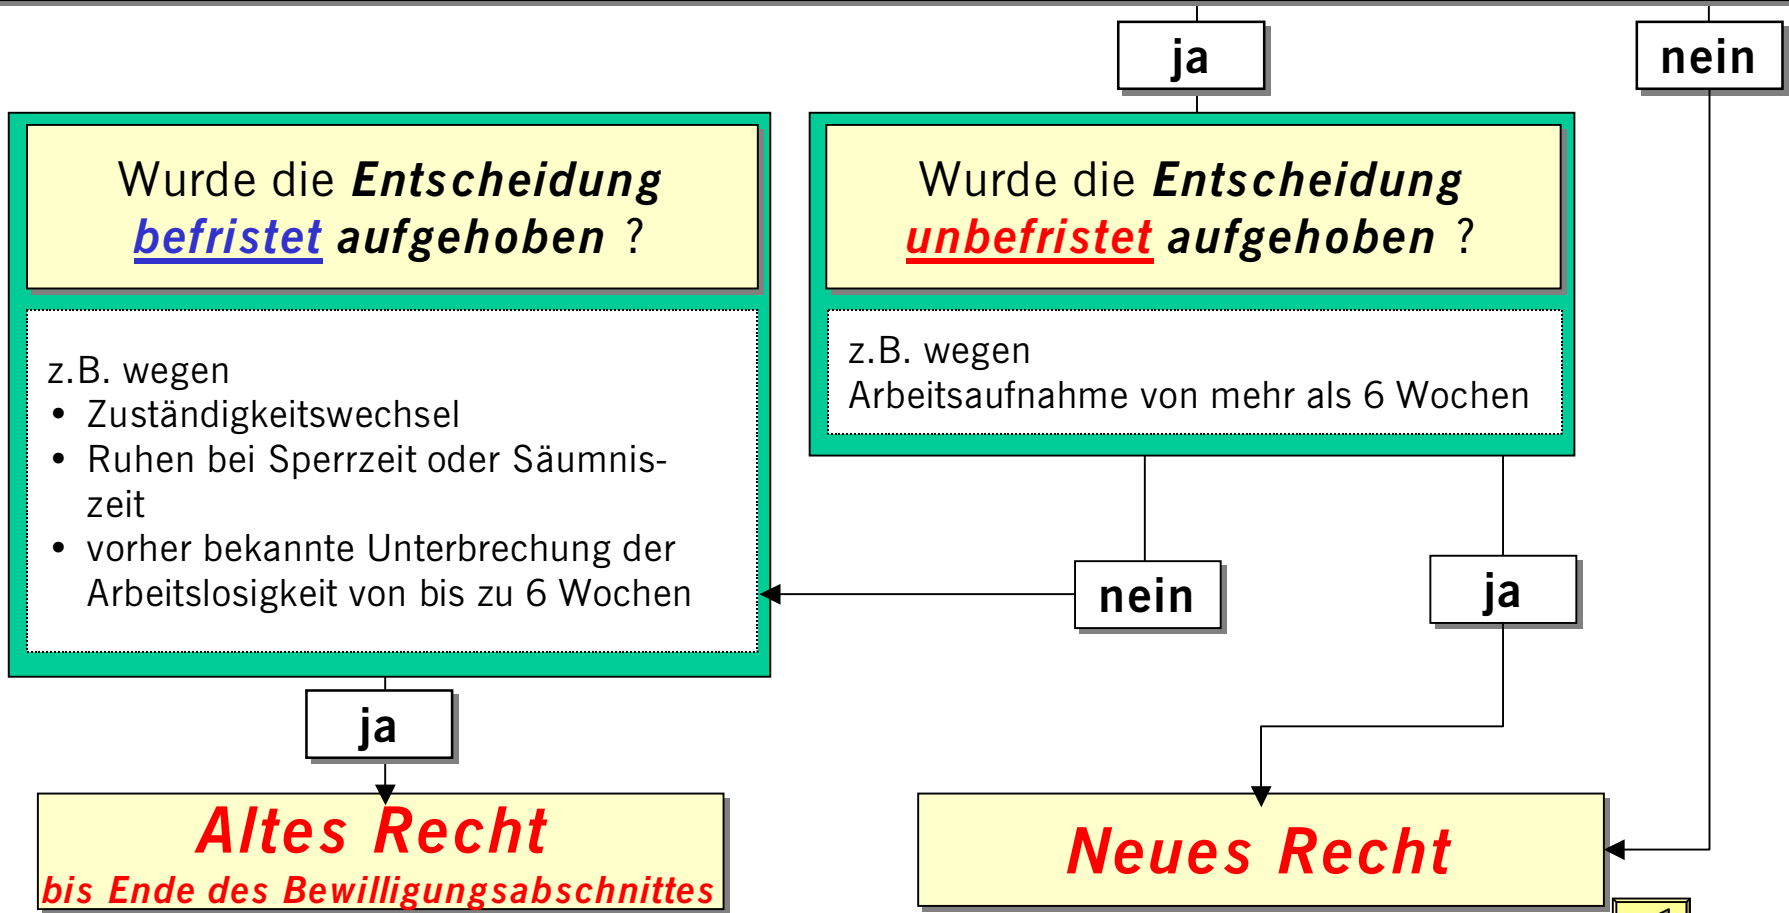 ja
nein
Wurde die Entscheidung
befristet aufgehoben ?
z.B. wegen
• Zuständigkeitswechsel
• Ruhen bei Sperrzeit oder Säumnis-
zeit
• vorher bekannte Unterbrechung der
Arbeitslosigkeit von bis zu 6 Wochen
Wurde die Entscheidung
unbefristet aufgehoben ?
z.B. wegen
Arbeitsaufnahme von mehr als 6 Wochen
nein
ja
ja
Altes Recht
bis Ende des Bewilligungsabschnittes
Neues Recht